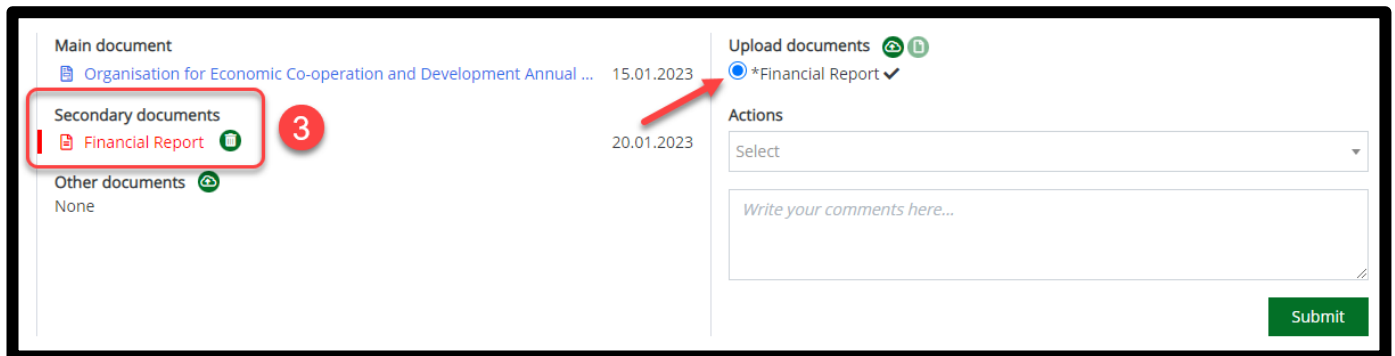 Main document
Organisation for Economic Co-operation and Development Annual ... 15.01.2023
Secondary documents
Financial Report 20.01.2023
3
Other documents
None
Upload documents
*Financial Report
Actions
Select
Write your comments here...
Submit